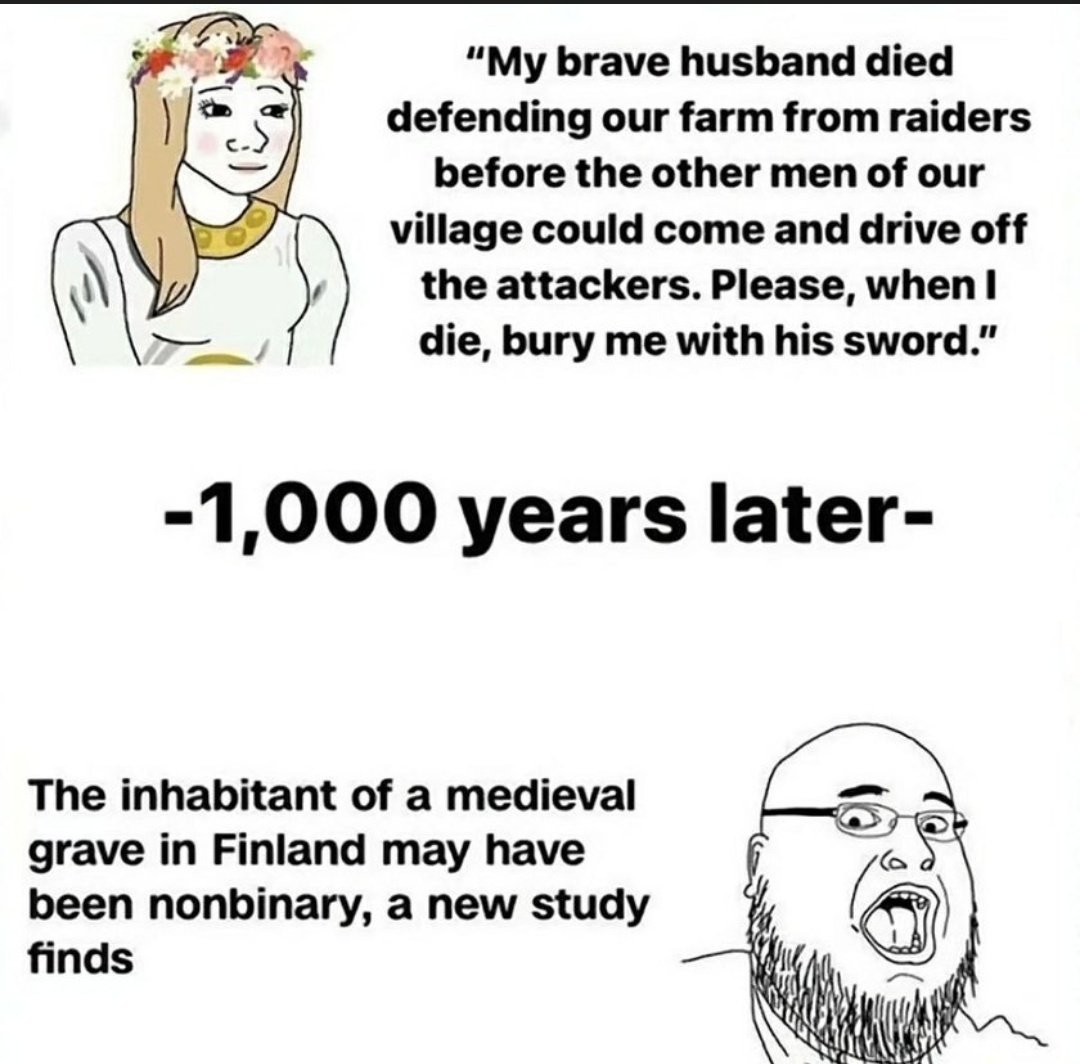 “My brave husband died
defending our farm from raiders
before the other men of our
village could come and drive off
the attackers. Please, when I
die, bury me with his sword.”
-1,000 years later-
The inhabitant of a medieval
grave in Finland may have
been nonbinary, a new study
finds